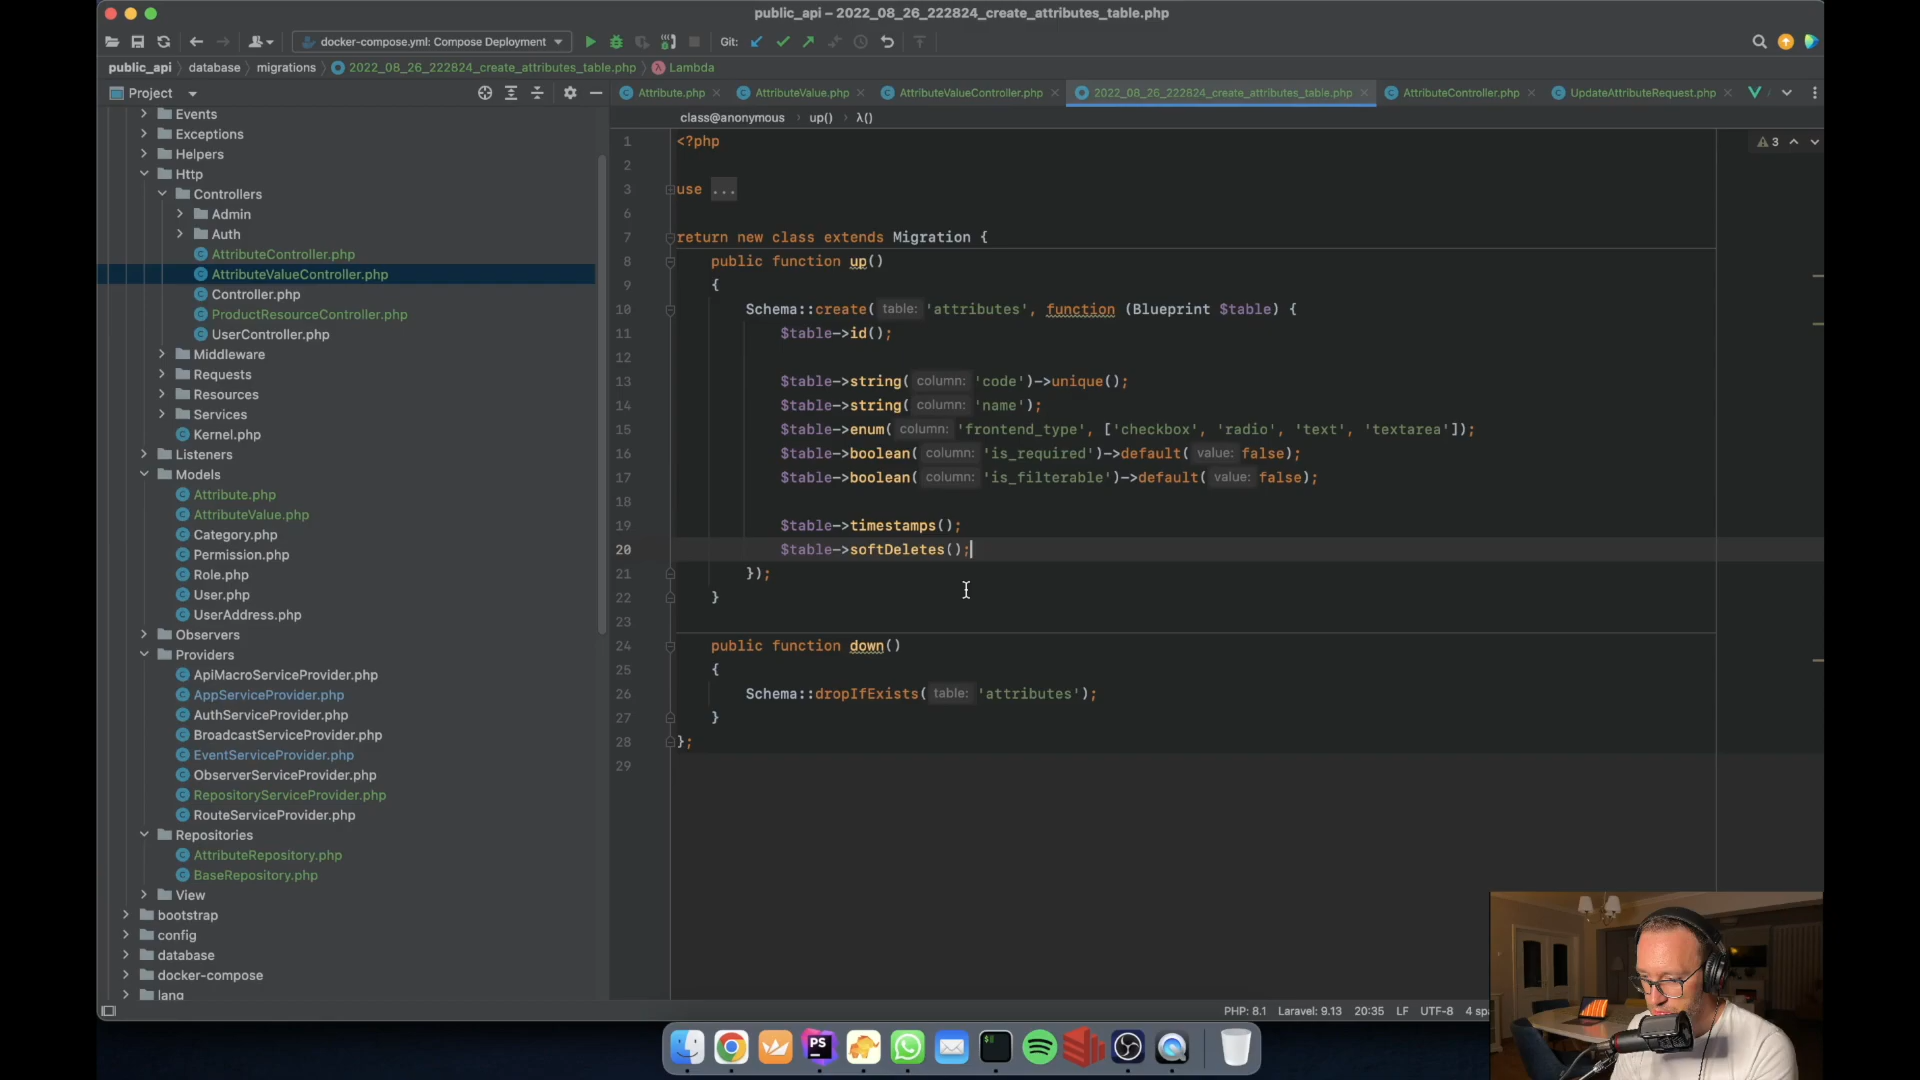 public_api – 2022_08_26_222824_create_attributes_table.php
docker-compose.yml: Compose Deployment
Git:
public_api
database
migrations
2022_08_26_222824_create_attributes_table.php
Lambda
Project
Attribute.php
AttributeValue.php
AttributeValueController.php
2022_08_26_222824_create_attributes_table.php
AttributeController.php
UpdateAttributeRequest.php
class@anonymous
up()
λ()
Events
Exceptions
Helpers
Http
Controllers
Admin
Auth
AttributeController.php
AttributeValueController.php
Controller.php
ProductResourceController.php
UserController.php
Middleware
Requests
Resources
Services
Kernel.php
Listeners
Models
Attribute.php
AttributeValue.php
Category.php
Permission.php
Role.php
User.php
UserAddress.php
Observers
Providers
ApiMacroServiceProvider.php
AppServiceProvider.php
AuthServiceProvider.php
BroadcastServiceProvider.php
EventServiceProvider.php
ObserverServiceProvider.php
RepositoryServiceProvider.php
RouteServiceProvider.php
Repositories
AttributeRepository.php
BaseRepository.php
View
bootstrap
config
database
docker-compose
lang
3
1 <?php
2
3 use ...
6
7 return new class extends Migration {
8 public function up()
9 {
10 Schema::create( table: 'attributes', function (Blueprint $table) {
11 $table->id();
12
13 $table->string( column: 'code')->unique();
14 $table->string( column: 'name');
15 $table->enum( column: 'frontend_type', ['checkbox', 'radio', 'text', 'textarea']);
16 $table->boolean( column: 'is_required')->default( value: false);
17 $table->boolean( column: 'is_filterable')->default( value: false);
18
19 $table->timestamps();
20 $table->softDeletes();
21 });
22 }
23
24 public function down()
25 {
26 Schema::dropIfExists( table: 'attributes');
27 }
28 };
29
PHP: 8.1 Laravel: 9.13 20:35 LF UTF-8 4 sp
PS